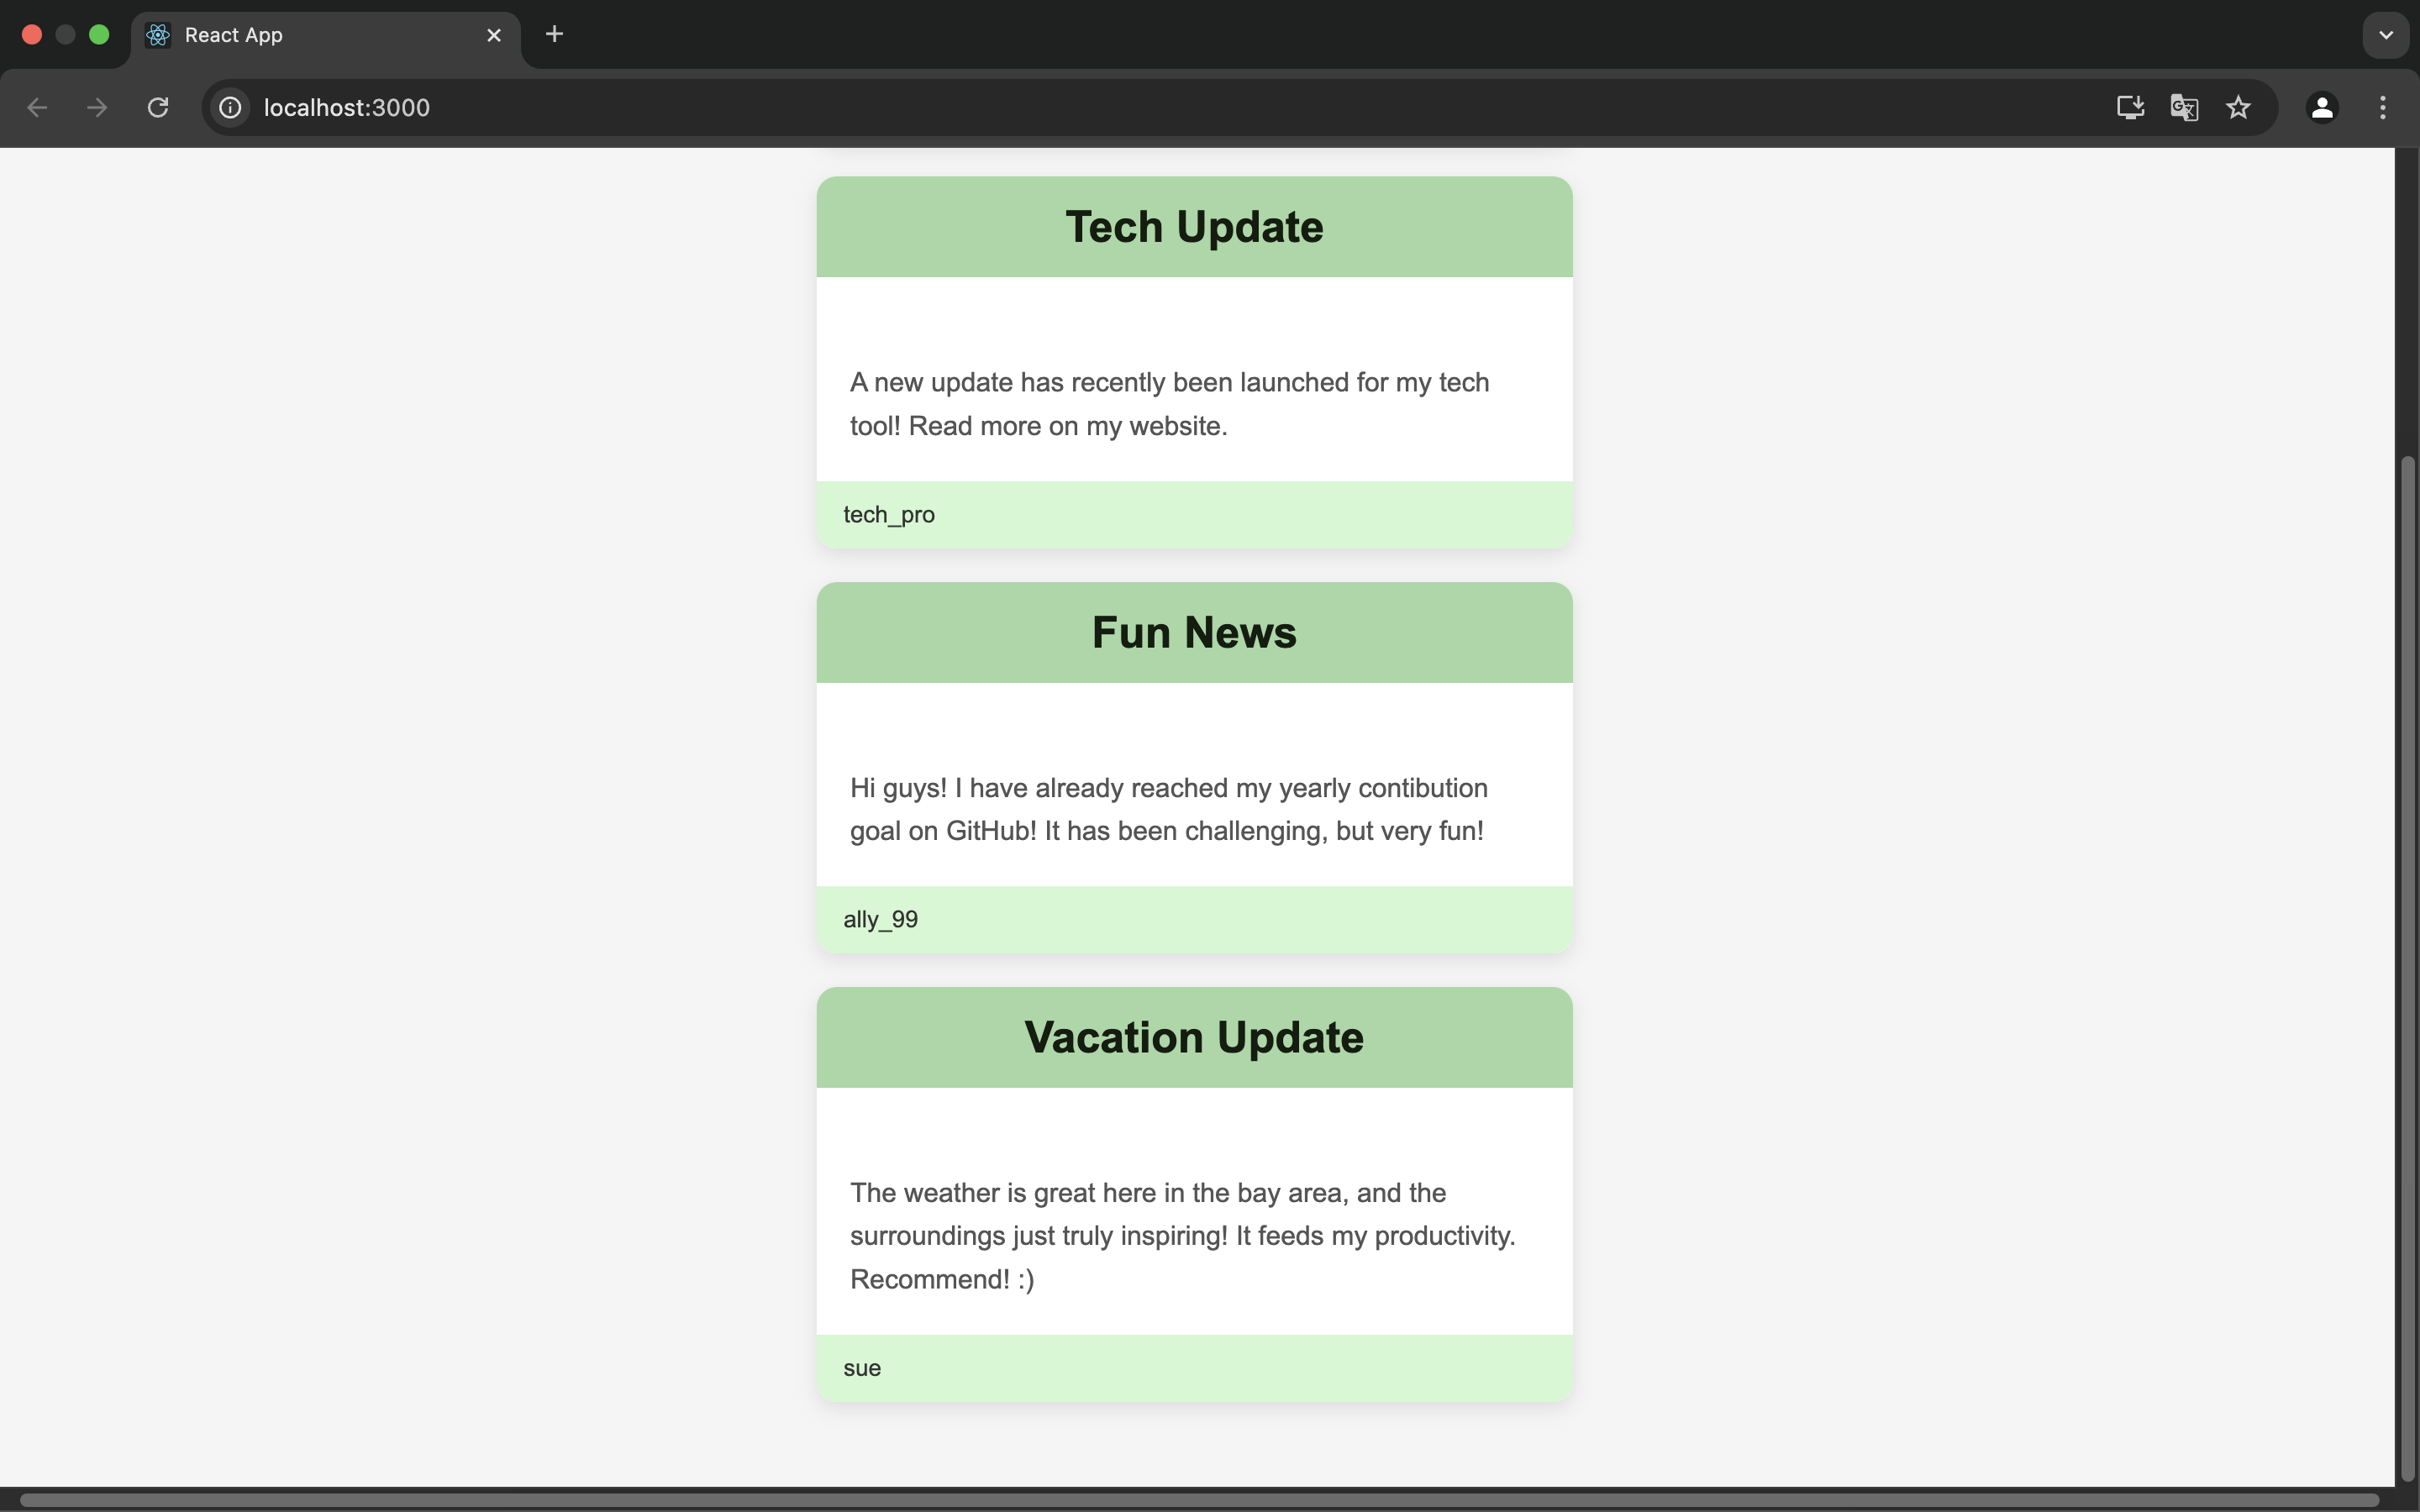 React App
localhost:3000
Tech Update
A new update has recently been launched for my tech
tool! Read more on my website.
tech_pro
Fun News
Hi guys! I have already reached my yearly contibution
goal on GitHub! It has been challenging, but very fun!
ally_99
Vacation Update
The weather is great here in the bay area, and the
surroundings just truly inspiring! It feeds my productivity.
Recommend! :)
sue